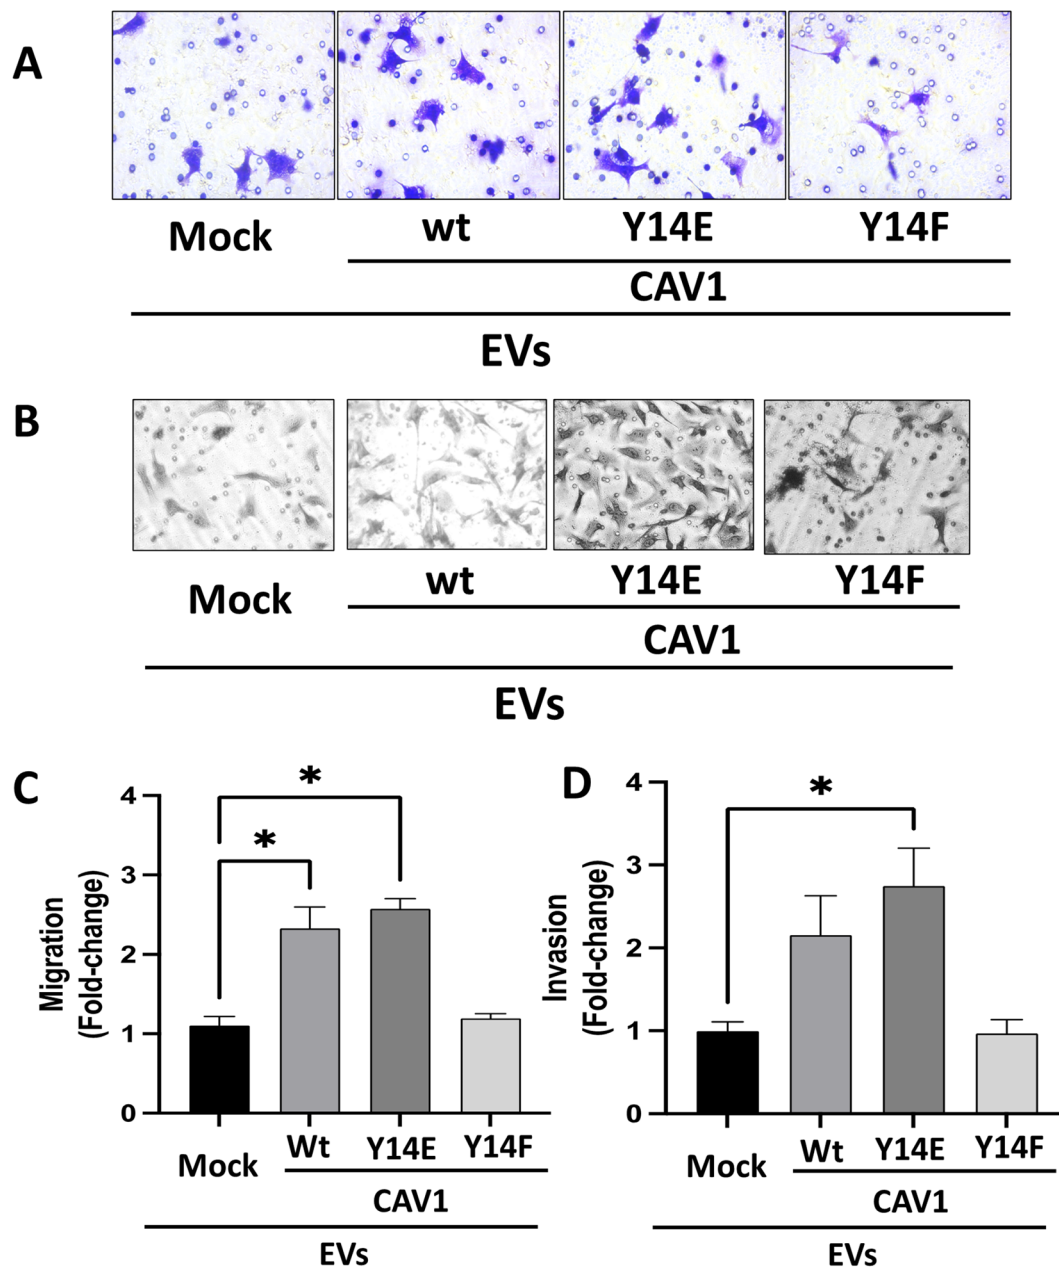 A
Mock
wt
Y14E
Y14F
CAV1
EVs
B
Mock
wt
Y14E
Y14F
CAV1
EVs
C
Migration
(Fold-change)
4
3
2
1
0
*
*
Mock
Wt
Y14E
Y14F
CAV1
EVs
D
Invasion
(Fold-change)
4
3
2
1
0
*
Mock
Wt
Y14E
Y14F
CAV1
EVs